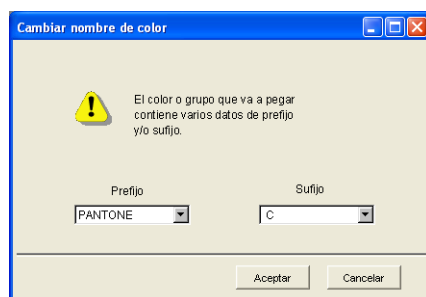 Cambiar nombre de color
El color o grupo que va a pegar
contiene varios datos de prefijo
y/o sufijo.
Prefijo Sufijo
PANTONE C
Aceptar Cancelar